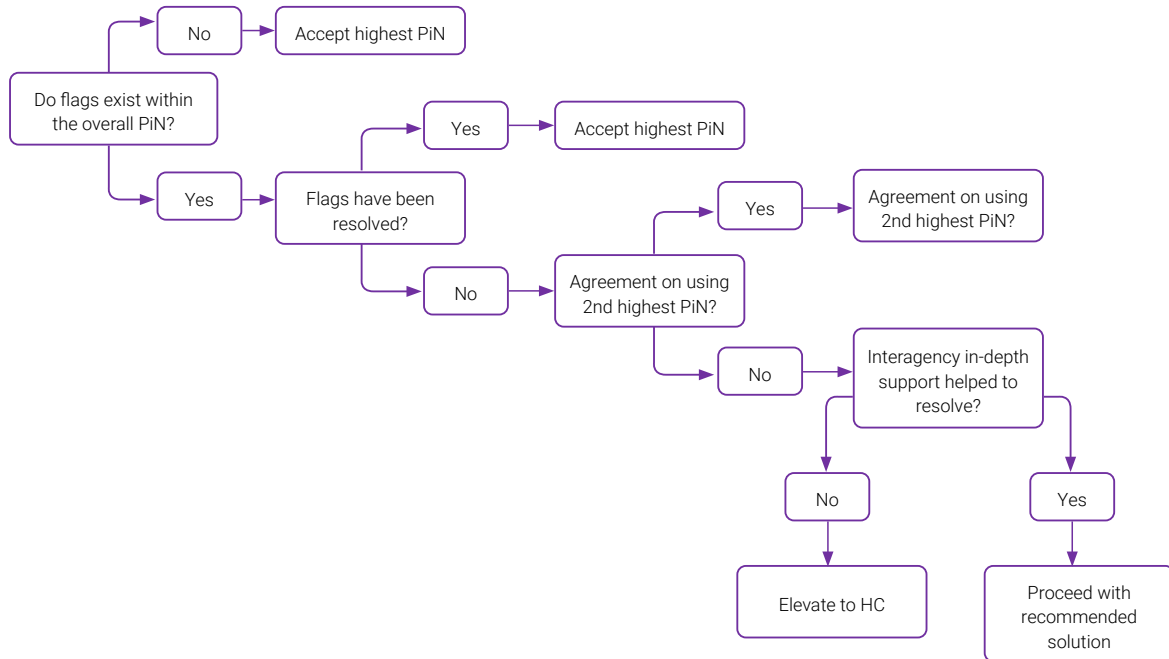 No
Accept highest PiN
Do flags exist within
the overall PiN?
Yes
Accept highest PiN
Yes
Flags have been
resolved?
Yes
Agreement on using
2nd highest PiN?
No
Agreement on using
2nd highest PiN?
No
Interagency in-depth
support helped to
resolve?
No
Yes
Elevate to HC
Proceed with
recommended
solution